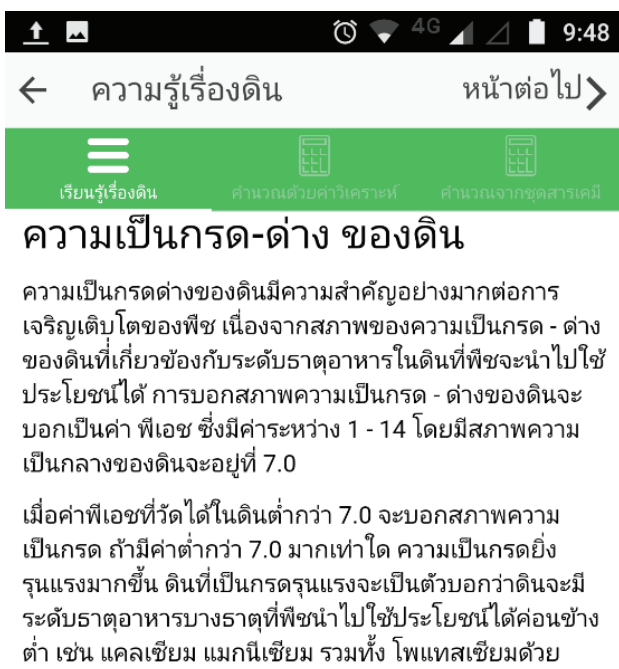 4G 9:48
ความรู้เรื่องดิน หน้าต่อไป
เรียนรู้เรื่องดิน คำนวณด้วยค่าวิเคราะห์ คำนวณจากชุดสารเคมี
ความเป็นกรด-ด่าง ของดิน
ความเป็นกรดด่างของดินมีความสำคัญอย่างมากต่อการ
เจริญเติบโตของพืช เนื่องจากสภาพของความเป็นกรด - ด่าง
ของดินที่เกี่ยวข้องกับระดับธาตุอาหารในดินที่พืชจะนำไปใช้
ประโยชน์ได้ การบอกสภาพความเป็นกรด - ด่างของดินจะ
บอกเป็นค่า พีเอช ซึ่งมีค่าระหว่าง 1 - 14 โดยมีสภาพความ
เป็นกลางของดินจะอยู่ที่ 7.0
เมื่อค่าพีเอชที่วัดได้ในดินต่ำกว่า 7.0 จะบอกสภาพความ
เป็นกรด ถ้ามีค่าต่ำกว่า 7.0 มากเท่าใด ความเป็นกรดยิ่ง
รุนแรงมากขึ้น ดินที่เป็นกรดรุนแรงจะเป็นตัวบอกว่าดินจะมี
ระดับธาตุอาหารบางธาตุที่พืชนำไปใช้ประโยชน์ได้ค่อนข้าง
ต่ำ เช่น แคลเซียม แมกนีเซียม รวมทั้ง โพแทสเซียมด้วย